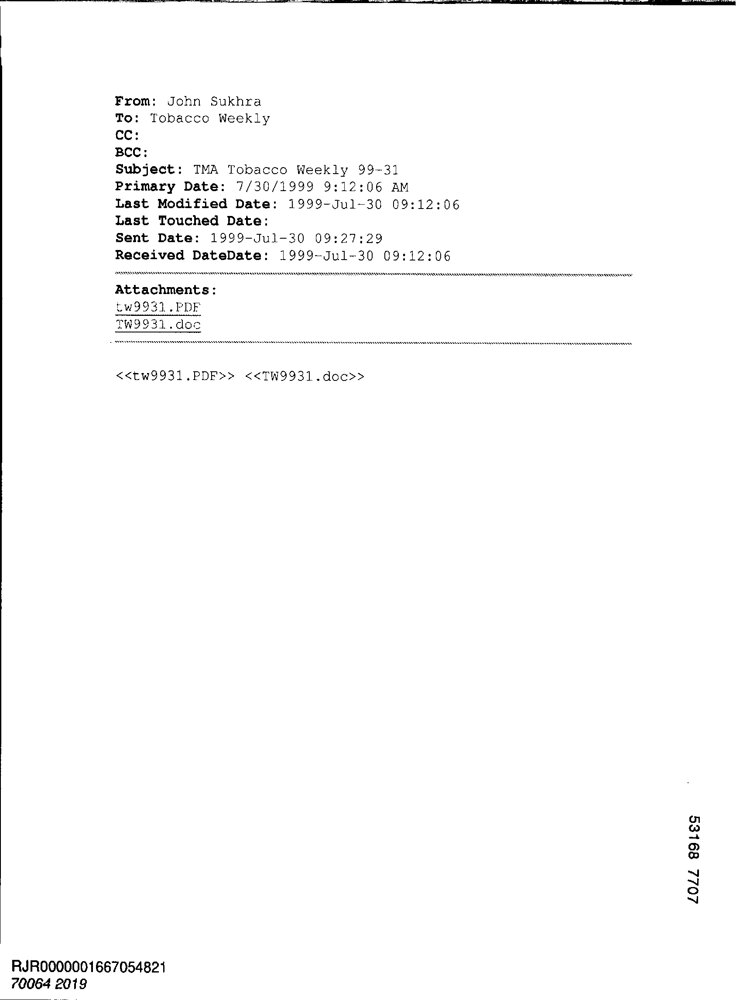 From: John Sukhra
To: Tobacco Weekly
CC:
BCC:
Subject: TMA Tobacco Weekly 99-31
Primary Date: 7/30/1999 9:12:06 AM
Last Modified Date: 1999-Jul-30 09:12:06
Last Touched Date:
Sent Date: 1999-Jul-30 09:27:29
Received DateDate: 1999-Jul-30 09:12:06
Attachments:
tw9931.PDF
TW9931.doc
<<tw9931.PDF>> <<TW9931.doc>>
53168 7707
RJR0000001667054821
70064 2019